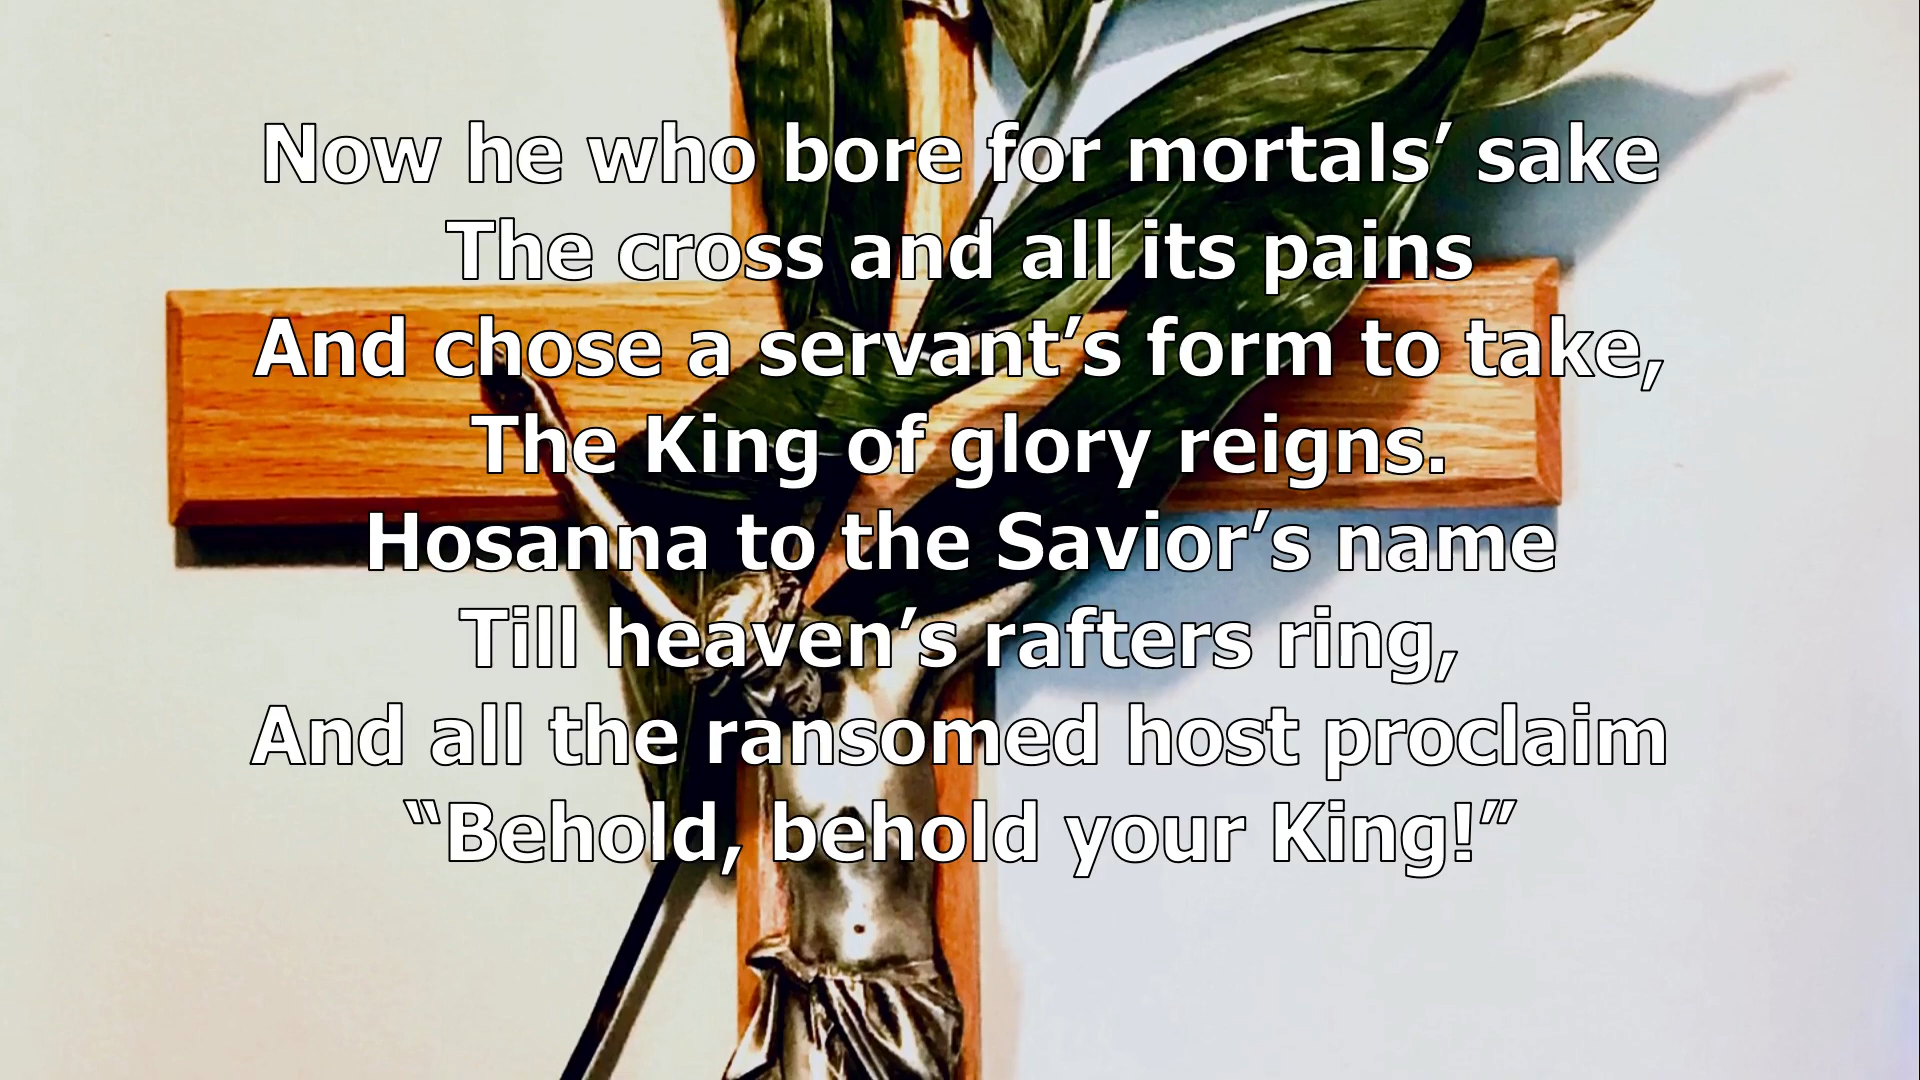 Now he who bore for mortals’ sake
The cross and all its pains
And chose a servant’s form to take,
The King of glory reigns.
Hosanna to the Savior’s name
Till heaven’s rafters ring,
And all the ransomed host proclaim
“Behold, behold your King!”